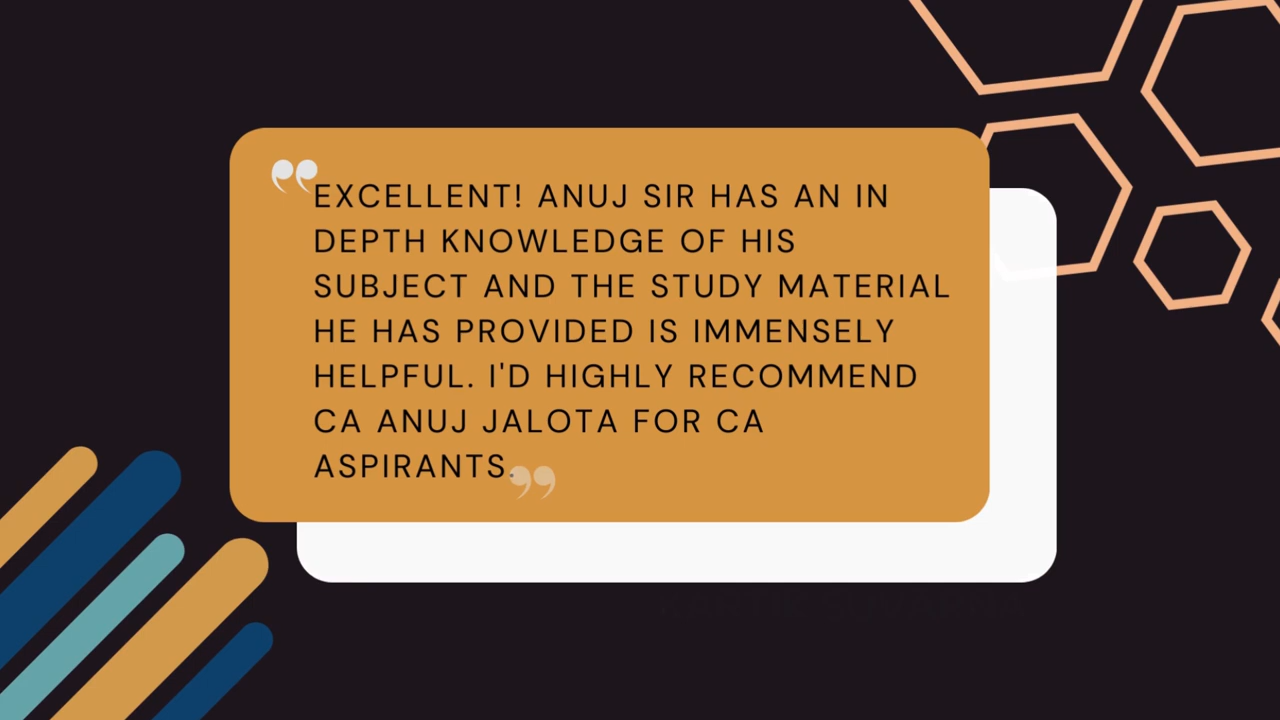 ❜❜EXCELLENT! ANUJ SIR HAS AN IN
DEPTH KNOWLEDGE OF HIS
SUBJECT AND THE STUDY MATERIAL
HE HAS PROVIDED IS IMMENSELY
HELPFUL. I'D HIGHLY RECOMMEND
CA ANUJ JALOTA FOR CA
ASPIRANTS.❜❜